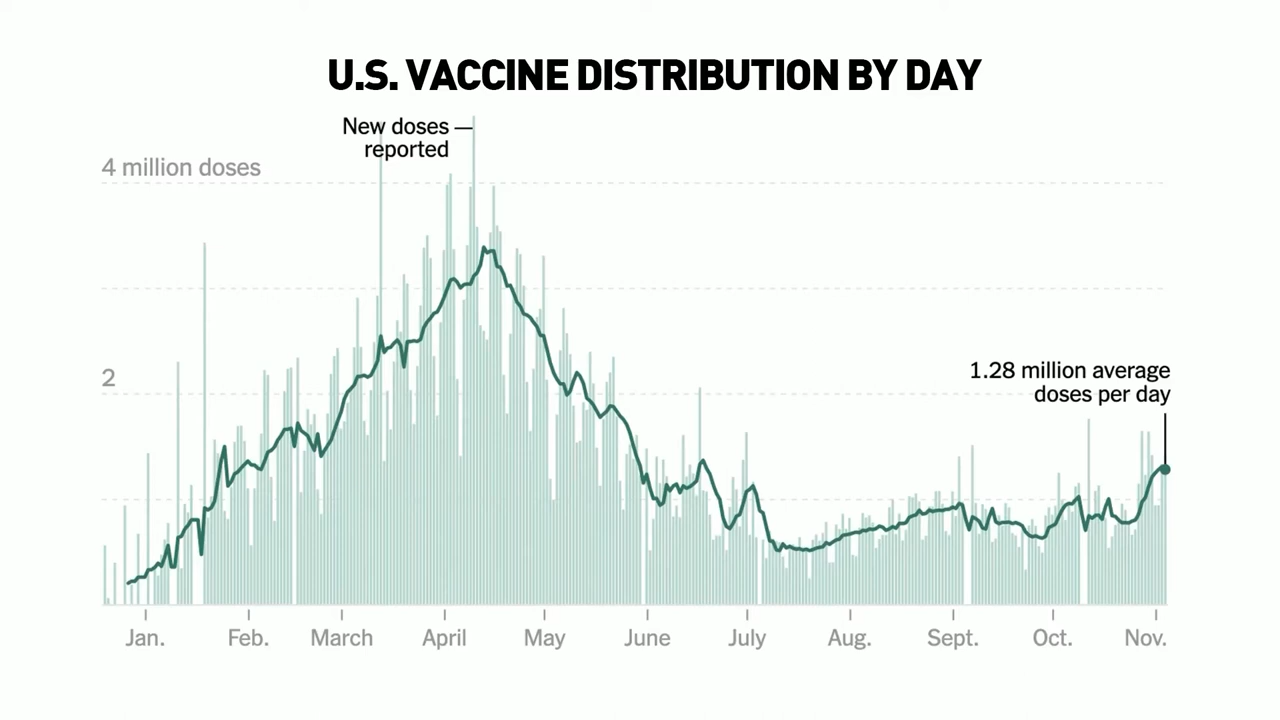 U.S. VACCINE DISTRIBUTION BY DAY
New doses
reported
4 million doses
2
1.28 million average
doses per day
Jan. Feb. March April May June July Aug. Sept. Oct. Nov.